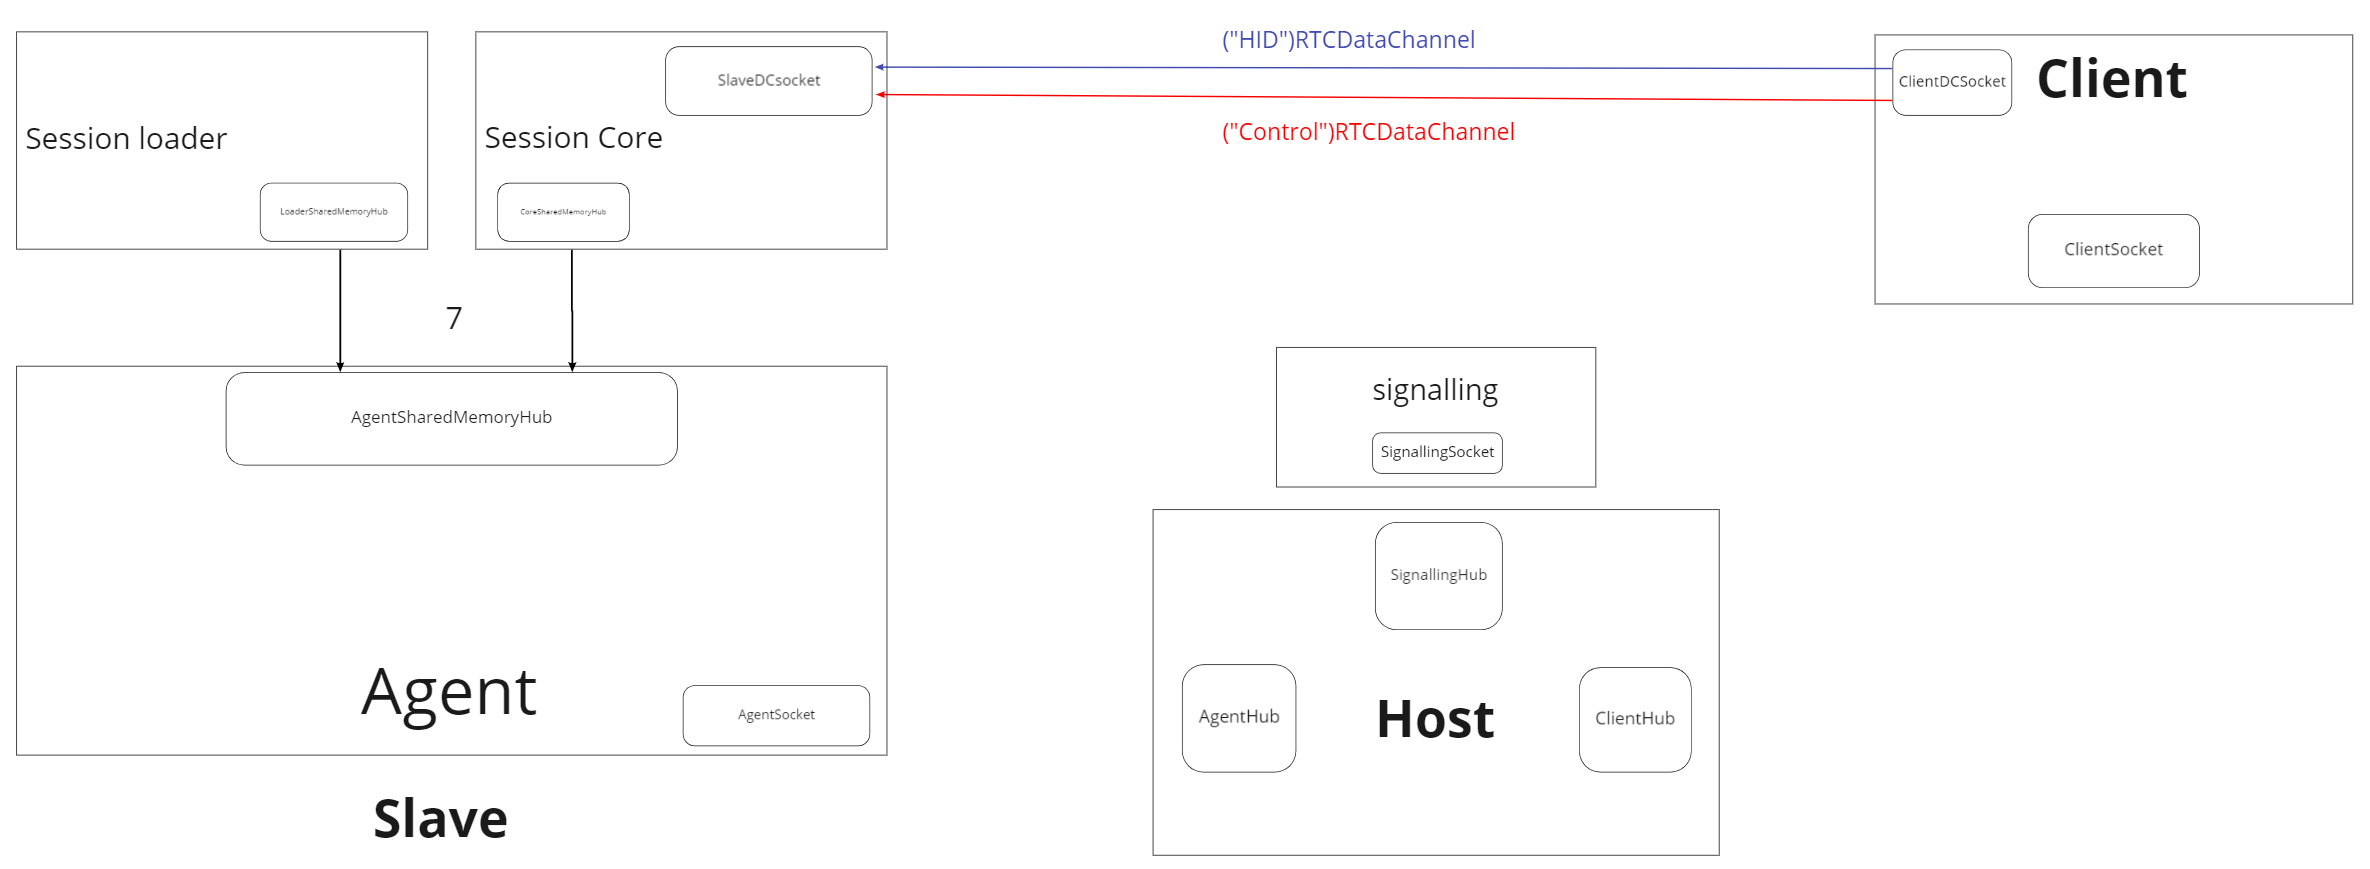 ("HID")RTCDataChannel
SlaveDCsocket
ClientDCSocket
Client
Session loader
Session Core
("Control")RTCDataChannel
LoaderSharedMemoryHub
CoreSharedMemoryHub
ClientSocket
7
signalling
AgentSharedMemoryHub
SignallingSocket
SignallingHub
Agent
AgentSocket
AgentHub
Host
ClientHub
Slave